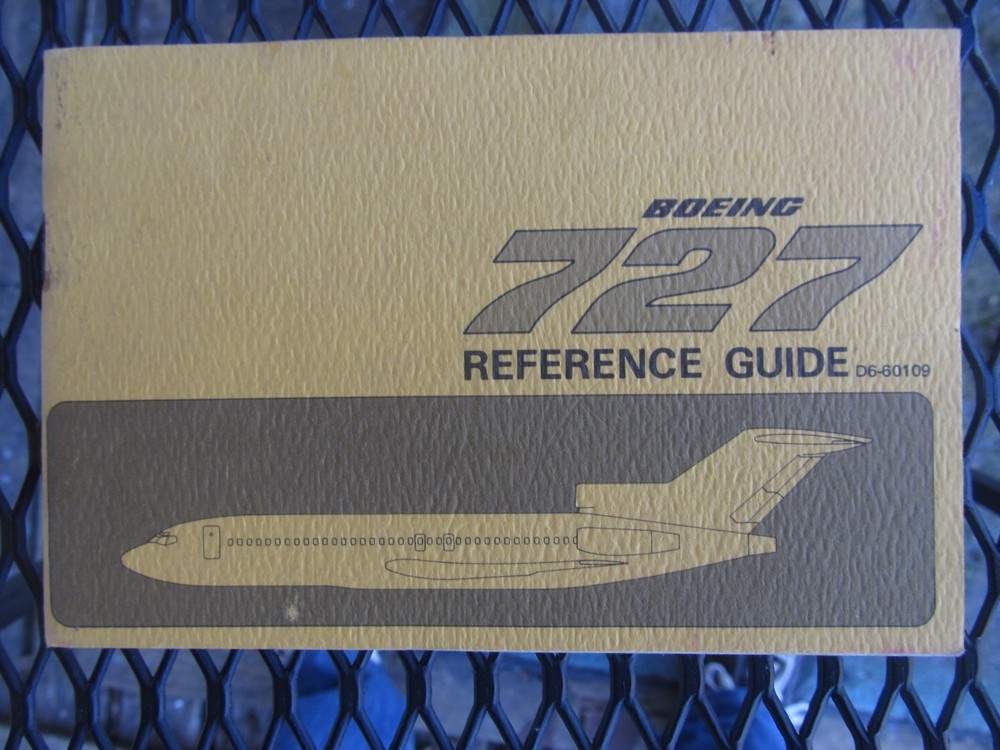 BOEING
727
REFERENCE GUIDE D6-60109